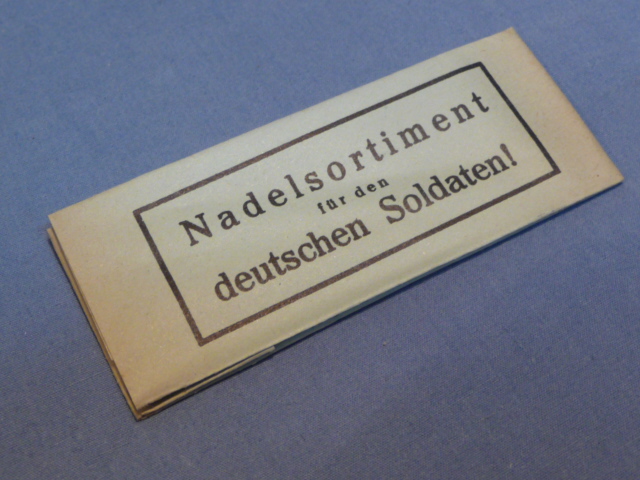 Nadelsortiment
für den
deutschen Soldaten!